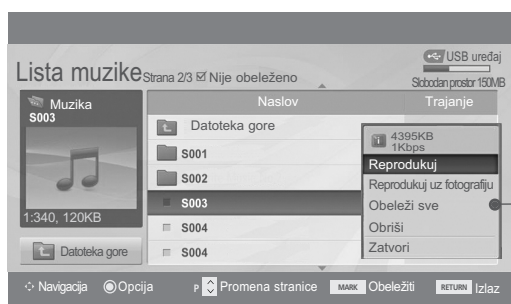 USB uređaj
Lista muzike Strana 2/3 Nije obeleženo
Slobodan prostor 150MB
Muzika
S003
1:340, 120KB
Datoteka gore
Naslov Trajanje
Datoteka gore
S001
S002
S003
S004
S004
4395KB
1Kbps
Reprodukuj
Reprodukuj uz fotografiju
Obeleži sve
Obriši
Zatvori
Navigacija Opcija P Promena stranice MARK Obeležiti RETURN Izlaz